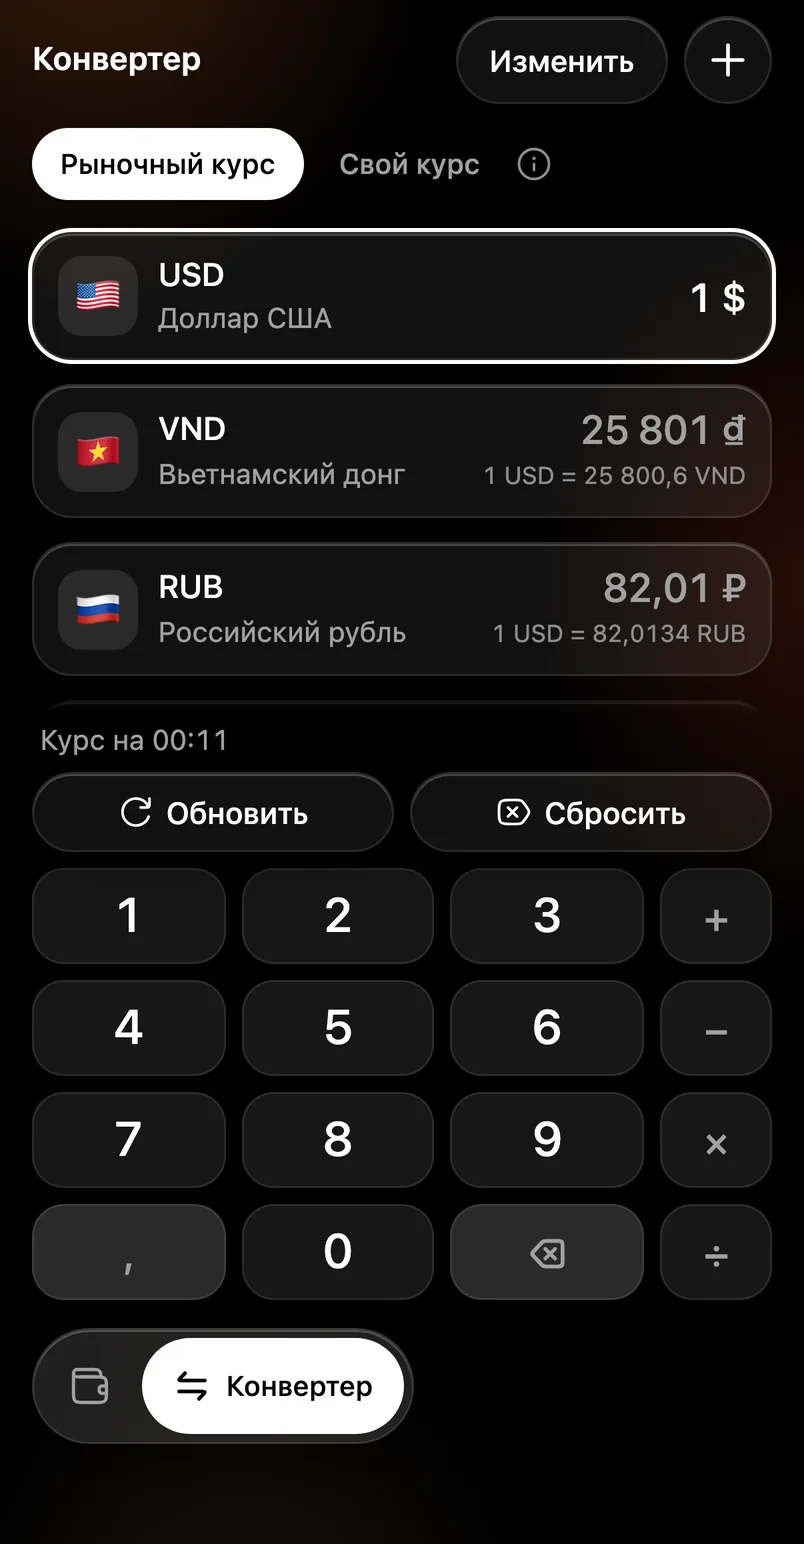 Конвертер
Изменить
Рыночный курс
Свой курс
USD
1 $
Доллар США
VND
25 801 ₫
Вьетнамский донг
1 USD = 25 800,6 VND
RUB
82,01 ₽
Российский рубль
1 USD = 82,0134 RUB
Курс на 00:11
Обновить
Сбросить
1 2 3 +
4 5 6 −
7 8 9 ×
, 0 ÷
Конвертер